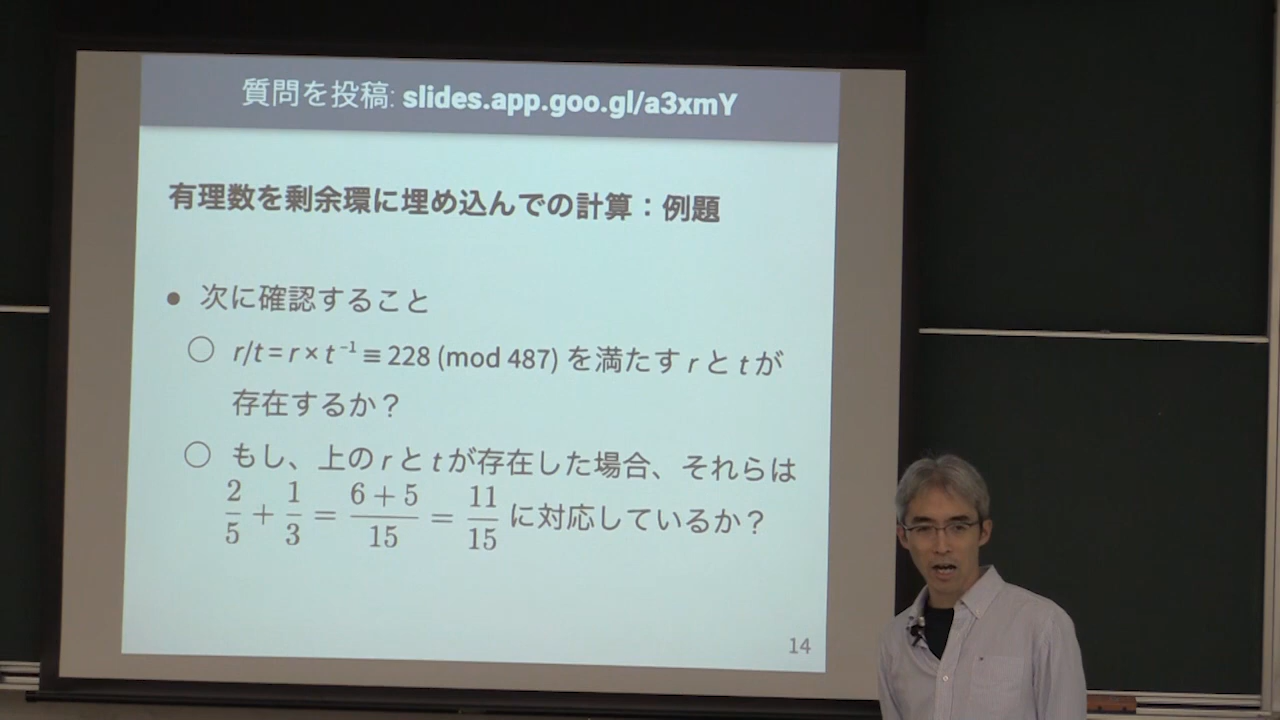 質問を投稿: slides.app.goo.gl/a3xmY
有理数を剰余環に埋め込んでの計算：例題
● 次に確認すること
○ r/t = r × t⁻¹ ≡ 228 (mod 487) を満たす r と t が
存在するか？
○ もし、上の r と t が存在した場合、それらは
2/5 + 1/3 = (6 + 5)/15 = 11/15 に対応しているか？
14